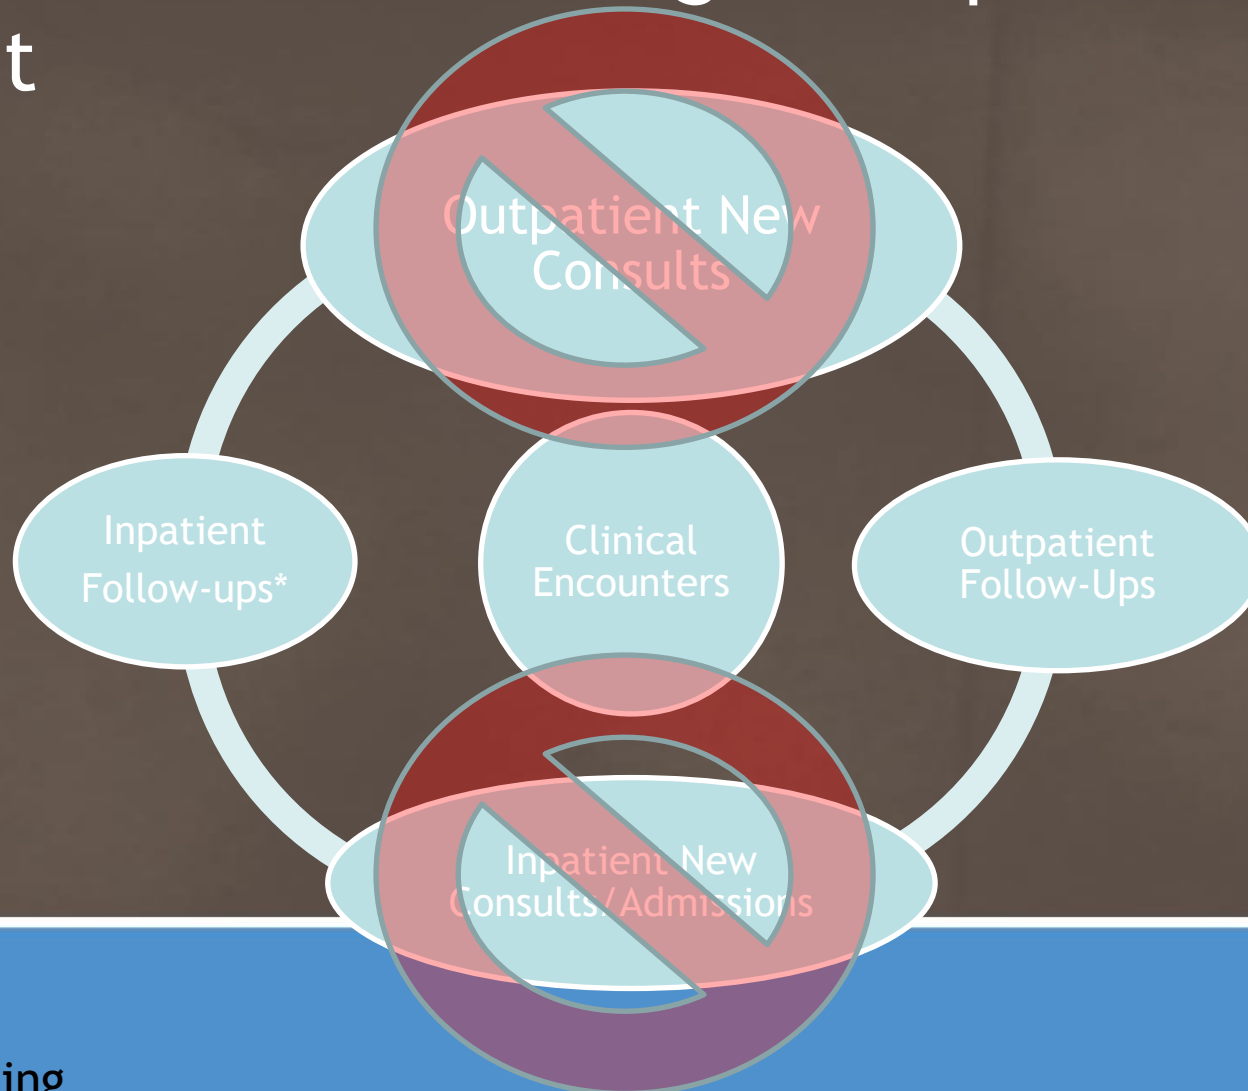 t
Outpatient New
Consults
Inpatient
Follow-ups*
Clinical
Encounters
Outpatient
Follow-Ups
Inpatient New
Consults/Admissions
ing